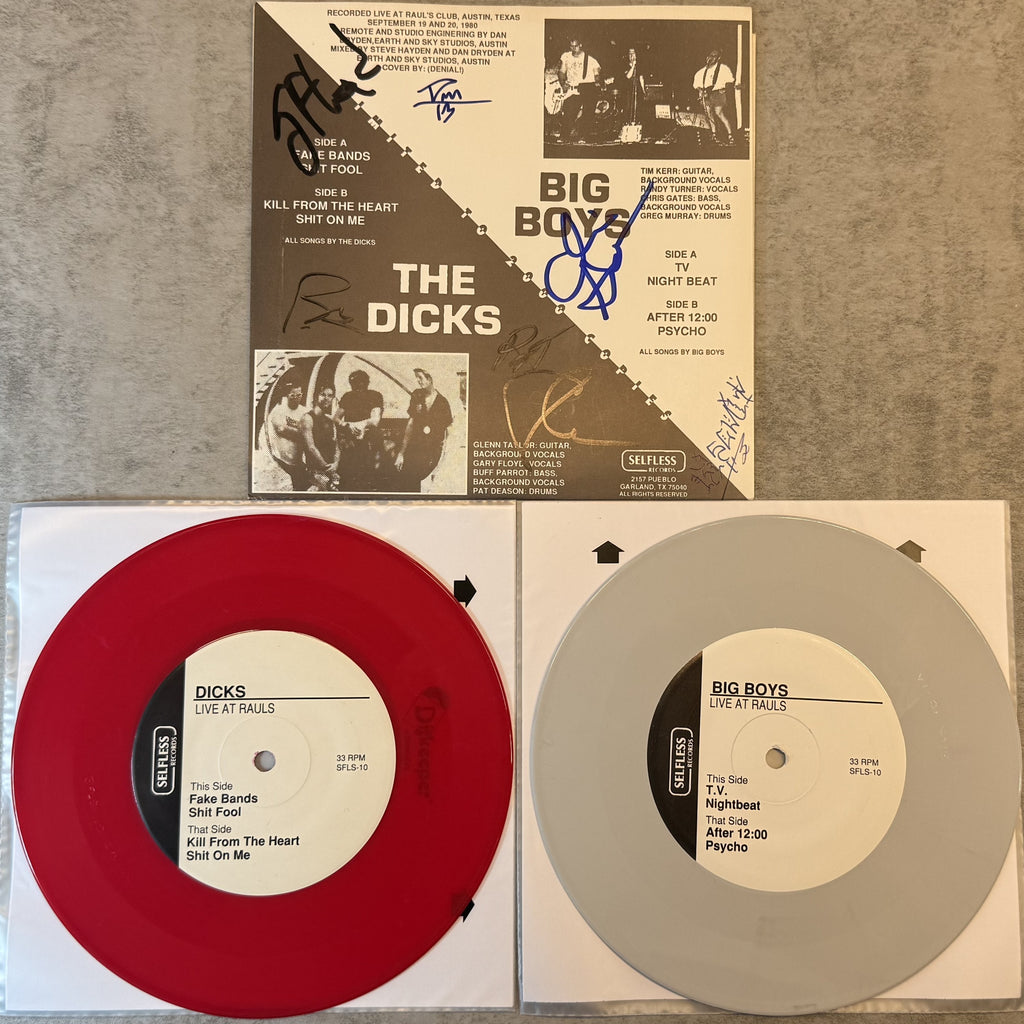 RECORDED LIVE AT RAUL'S CLUB, AUSTIN, TEXAS
SEPTEMBER 19 AND 20, 1980
REMOTE AND STUDIO ENGINERING BY DAN
DRYDEN,EARTH AND SKY STUDIOS, AUSTIN
MIXED BY STEVE HAYDEN AND DAN DRYDEN AT
EARTH AND SKY STUDIOS, AUSTIN
COVER BY: (DENIAL!)
SIDE A
FAKE BANDS
SHIT FOOL
SIDE B
KILL FROM THE HEART
SHIT ON ME
ALL SONGS BY THE DICKS
THE
DICKS
GLENN TAYLOR: GUITAR,
BACKGROUND VOCALS
GARY FLOYD: VOCALS
BUFF PARROT: BASS,
BACKGROUND VOCALS
PAT DEASON: DRUMS
BIG
BOYS
TIM KERR: GUITAR,
BACKGROUND VOCALS
RANDY TURNER: VOCALS
CHRIS GATES: BASS,
BACKGROUND VOCALS
GREG MURRAY: DRUMS
SIDE A
TV
NIGHT BEAT
SIDE B
AFTER 12:00
PSYCHO
ALL SONGS BY BIG BOYS
SELFLESS
RECORDS
2157 PUEBLO
GARLAND, TX 75040
ALL RIGHTS RESERVED
DICKS
LIVE AT RAULS
SELFLESS
RECORDS
33 RPM
SFLS-10
This Side
Fake Bands
Shit Fool
That Side
Kill From The Heart
Shit On Me
BIG BOYS
LIVE AT RAULS
SELFLESS
RECORDS
33 RPM
SFLS-10
This Side
T.V.
Nightbeat
That Side
After 12:00
Psycho